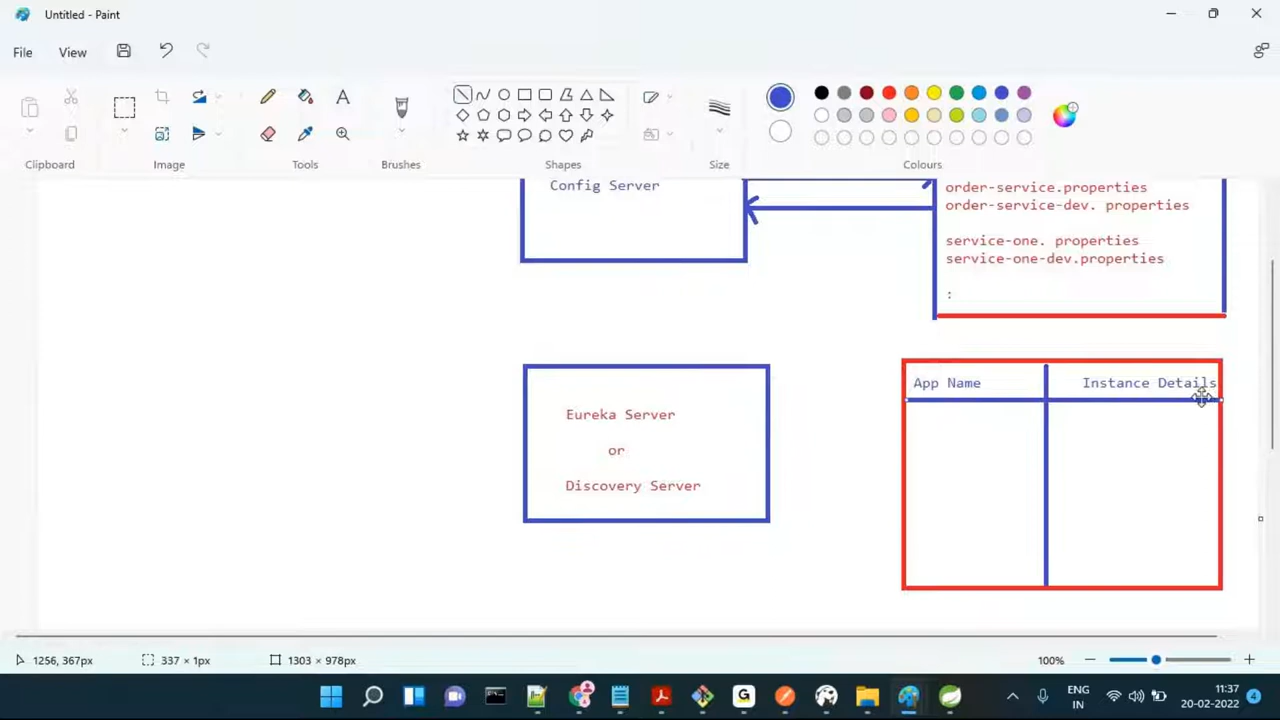 Untitled - Paint
File
View
Clipboard
Image
Tools
Brushes
Shapes
Size
Colours
Config Server
order-service.properties
order-service-dev. properties
service-one. properties
service-one-dev.properties
:
App Name
Instance Details
Eureka Server
or
Discovery Server
1256, 367px
337 × 1px
1303 × 978px
100%
ENG
IN
11:37
20-02-2022
4